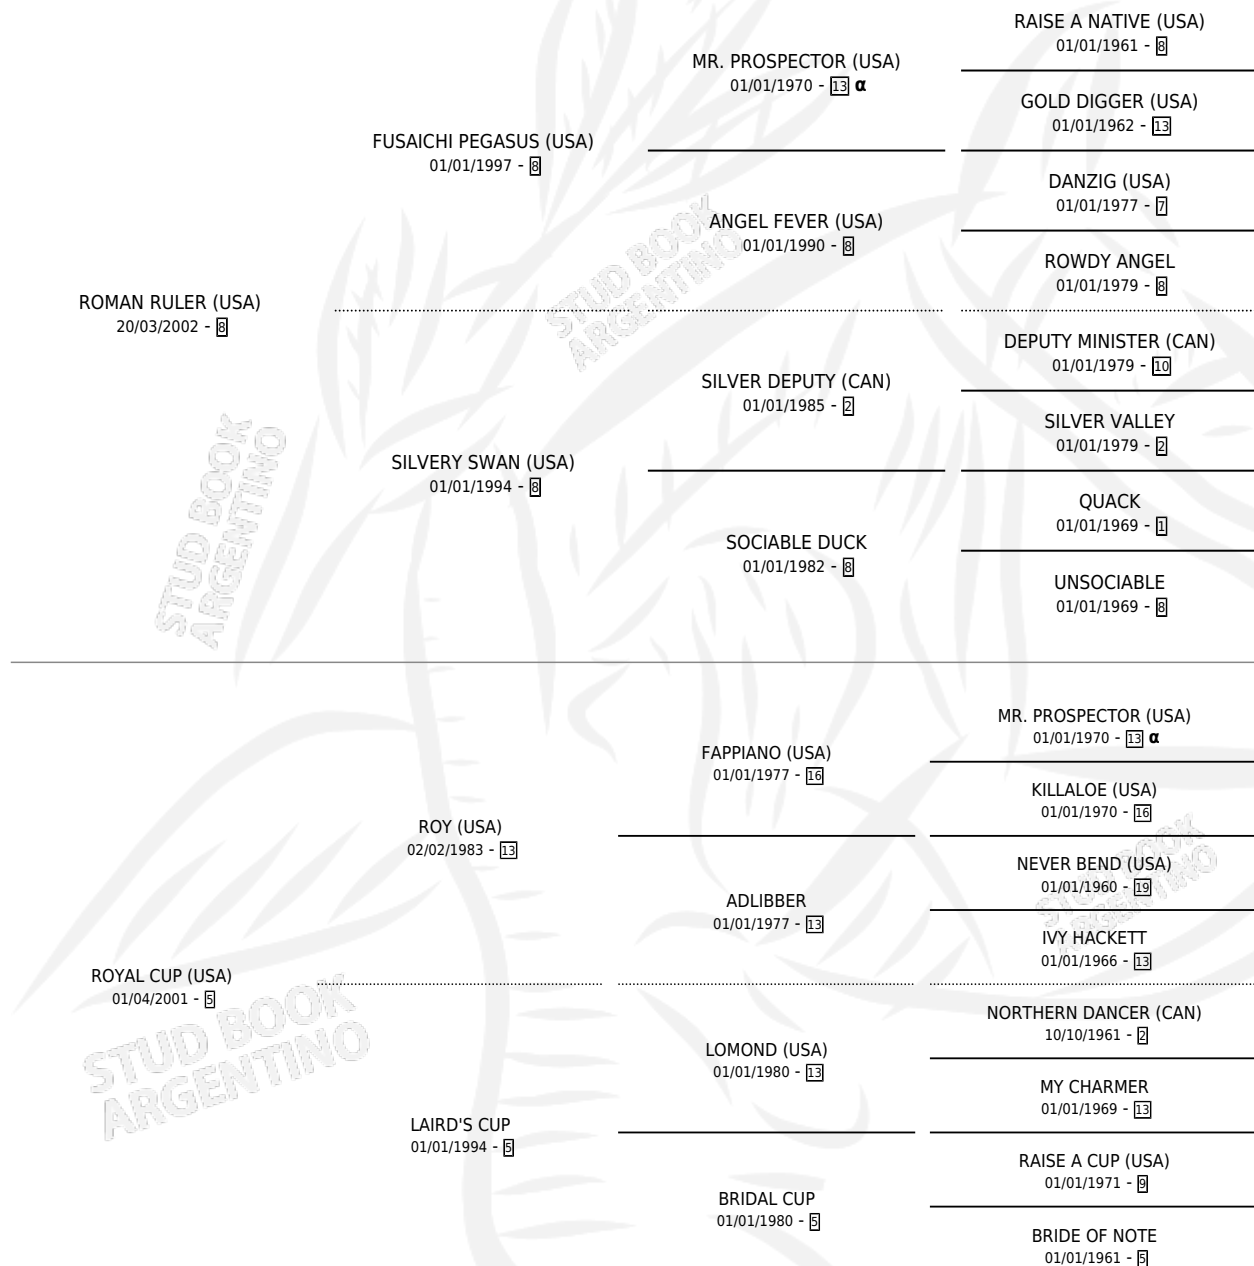 RAISE A NATIVE (USA)
01/01/1961 - 8
MR. PROSPECTOR (USA)
01/01/1970 - 13 α
GOLD DIGGER (USA)
01/01/1962 - 13
FUSAICHI PEGASUS (USA)
01/01/1997 - 8
DANZIG (USA)
01/01/1977 - 7
ANGEL FEVER (USA)
01/01/1990 - 8
ROWDY ANGEL
01/01/1979 - 8
ROMAN RULER (USA)
20/03/2002 - 8
DEPUTY MINISTER (CAN)
01/01/1979 - 10
SILVER DEPUTY (CAN)
01/01/1985 - 2
SILVER VALLEY
01/01/1979 - 2
SILVERY SWAN (USA)
01/01/1994 - 8
QUACK
01/01/1969 - 1
SOCIABLE DUCK
01/01/1982 - 8
UNSOCIABLE
01/01/1969 - 8
MR. PROSPECTOR (USA)
01/01/1970 - 13 α
FAPPIANO (USA)
01/01/1977 - 16
KILLALOE (USA)
01/01/1970 - 16
ROY (USA)
02/02/1983 - 13
NEVER BEND (USA)
01/01/1960 - 19
ADLIBBER
01/01/1977 - 13
IVY HACKETT
01/01/1966 - 13
ROYAL CUP (USA)
01/04/2001 - 5
NORTHERN DANCER (CAN)
10/10/1961 - 2
LOMOND (USA)
01/01/1980 - 13
MY CHARMER
01/01/1969 - 13
LAIRD'S CUP
01/01/1994 - 5
RAISE A CUP (USA)
01/01/1971 - 9
BRIDAL CUP
01/01/1980 - 5
BRIDE OF NOTE
01/01/1961 - 5
STUD BOOK
ARGENTINO
STUD BOOK
ARGENTINO
STUD BOOK
ARGENTINO
STUD BOOK
ARGENTINO